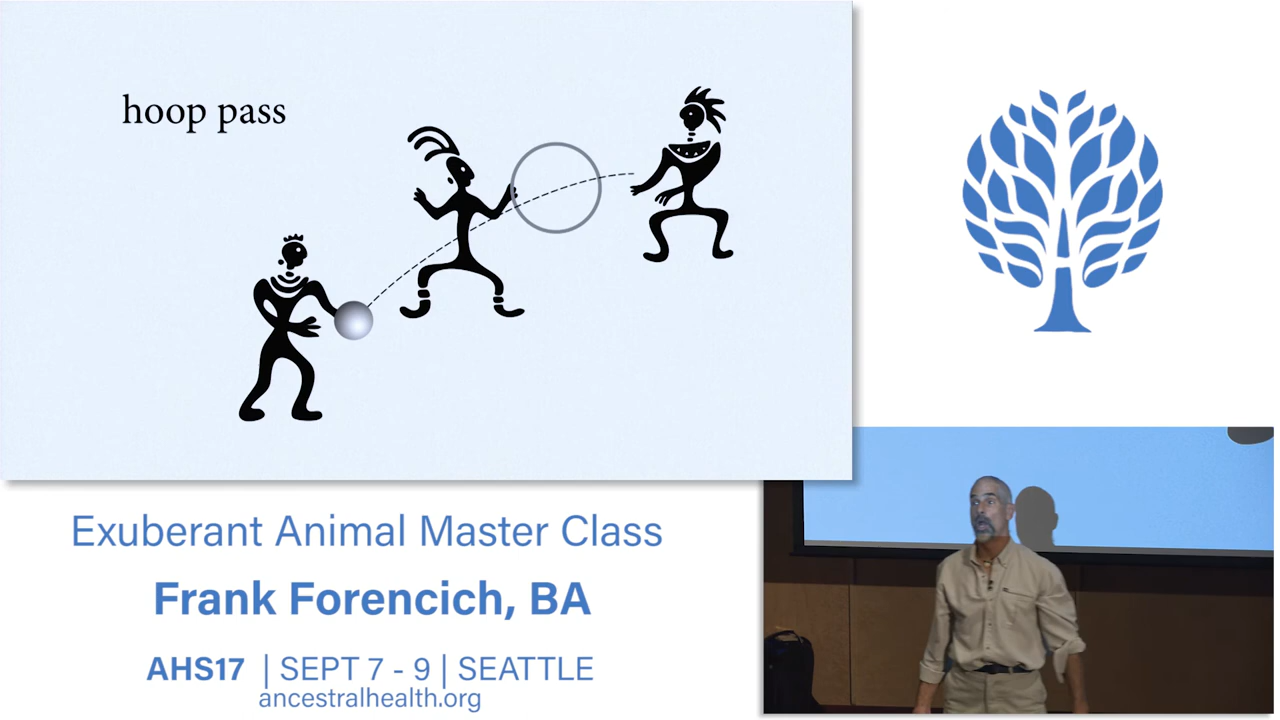 hoop pass
Exuberant Animal Master Class
Frank Forencich, BA
AHS17 | SEPT 7 - 9 | SEATTLE
ancestralhealth.org